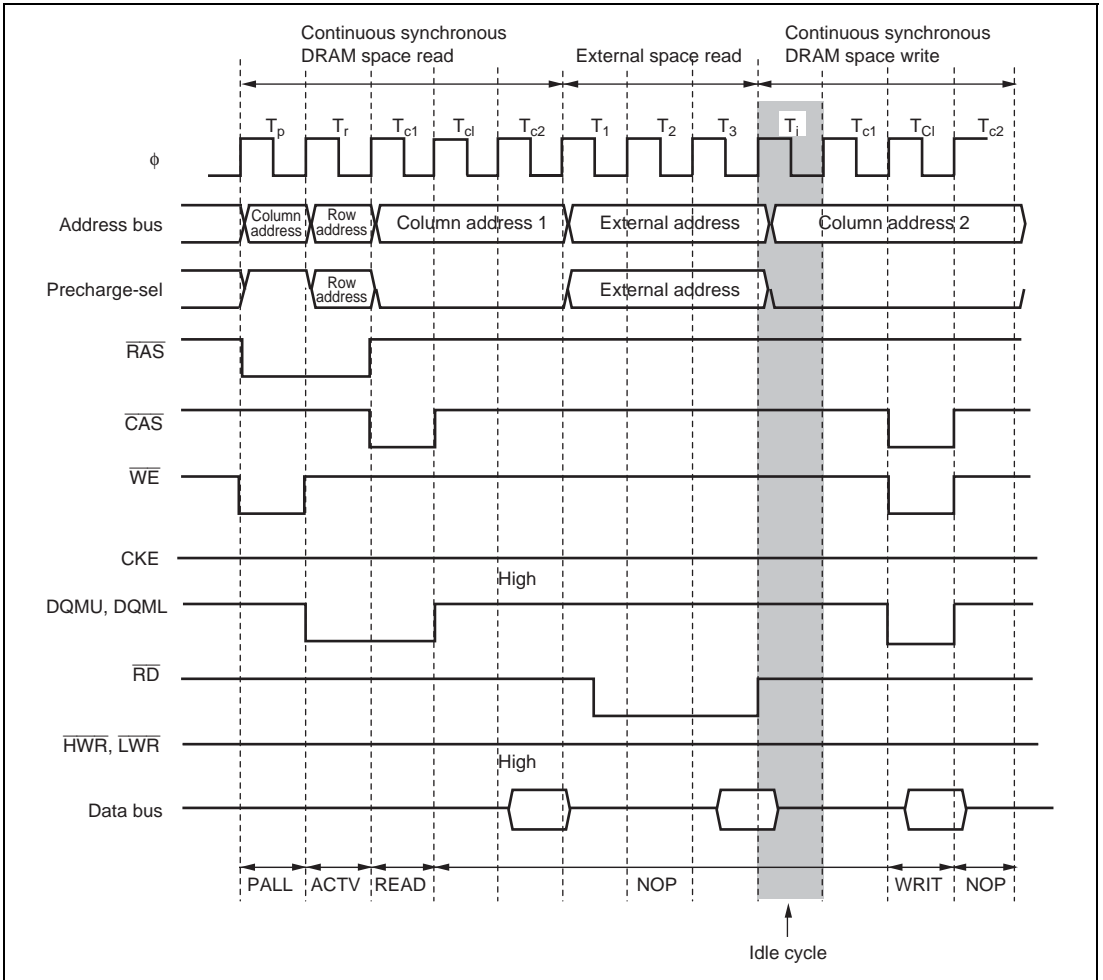 Continuous synchronous
DRAM space read
External space read
Continuous synchronous
DRAM space write
Tp Tr Tc1 Tcl Tc2 T1 T2 T3 Ti Tc1 TCl Tc2
ϕ
Address bus
Column address
Row address
Column address 1
External address
Column address 2
Precharge-sel
Row address
External address
RAS
CAS
WE
CKE
High
DQMU, DQML
RD
HWR, LWR
High
Data bus
PALL ACTV READ NOP WRIT NOP
Idle cycle